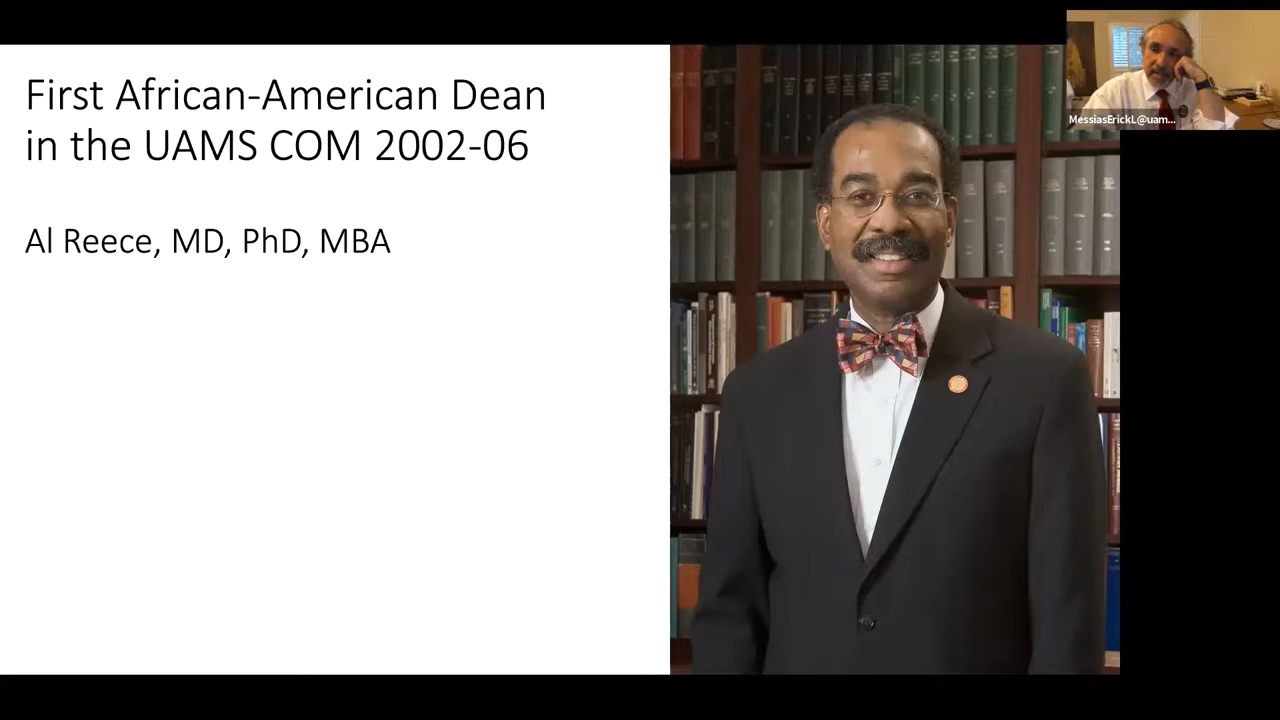 First African-American Dean
in the UAMS COM 2002-06
Al Reece, MD, PhD, MBA
MessiasErickL@uam...